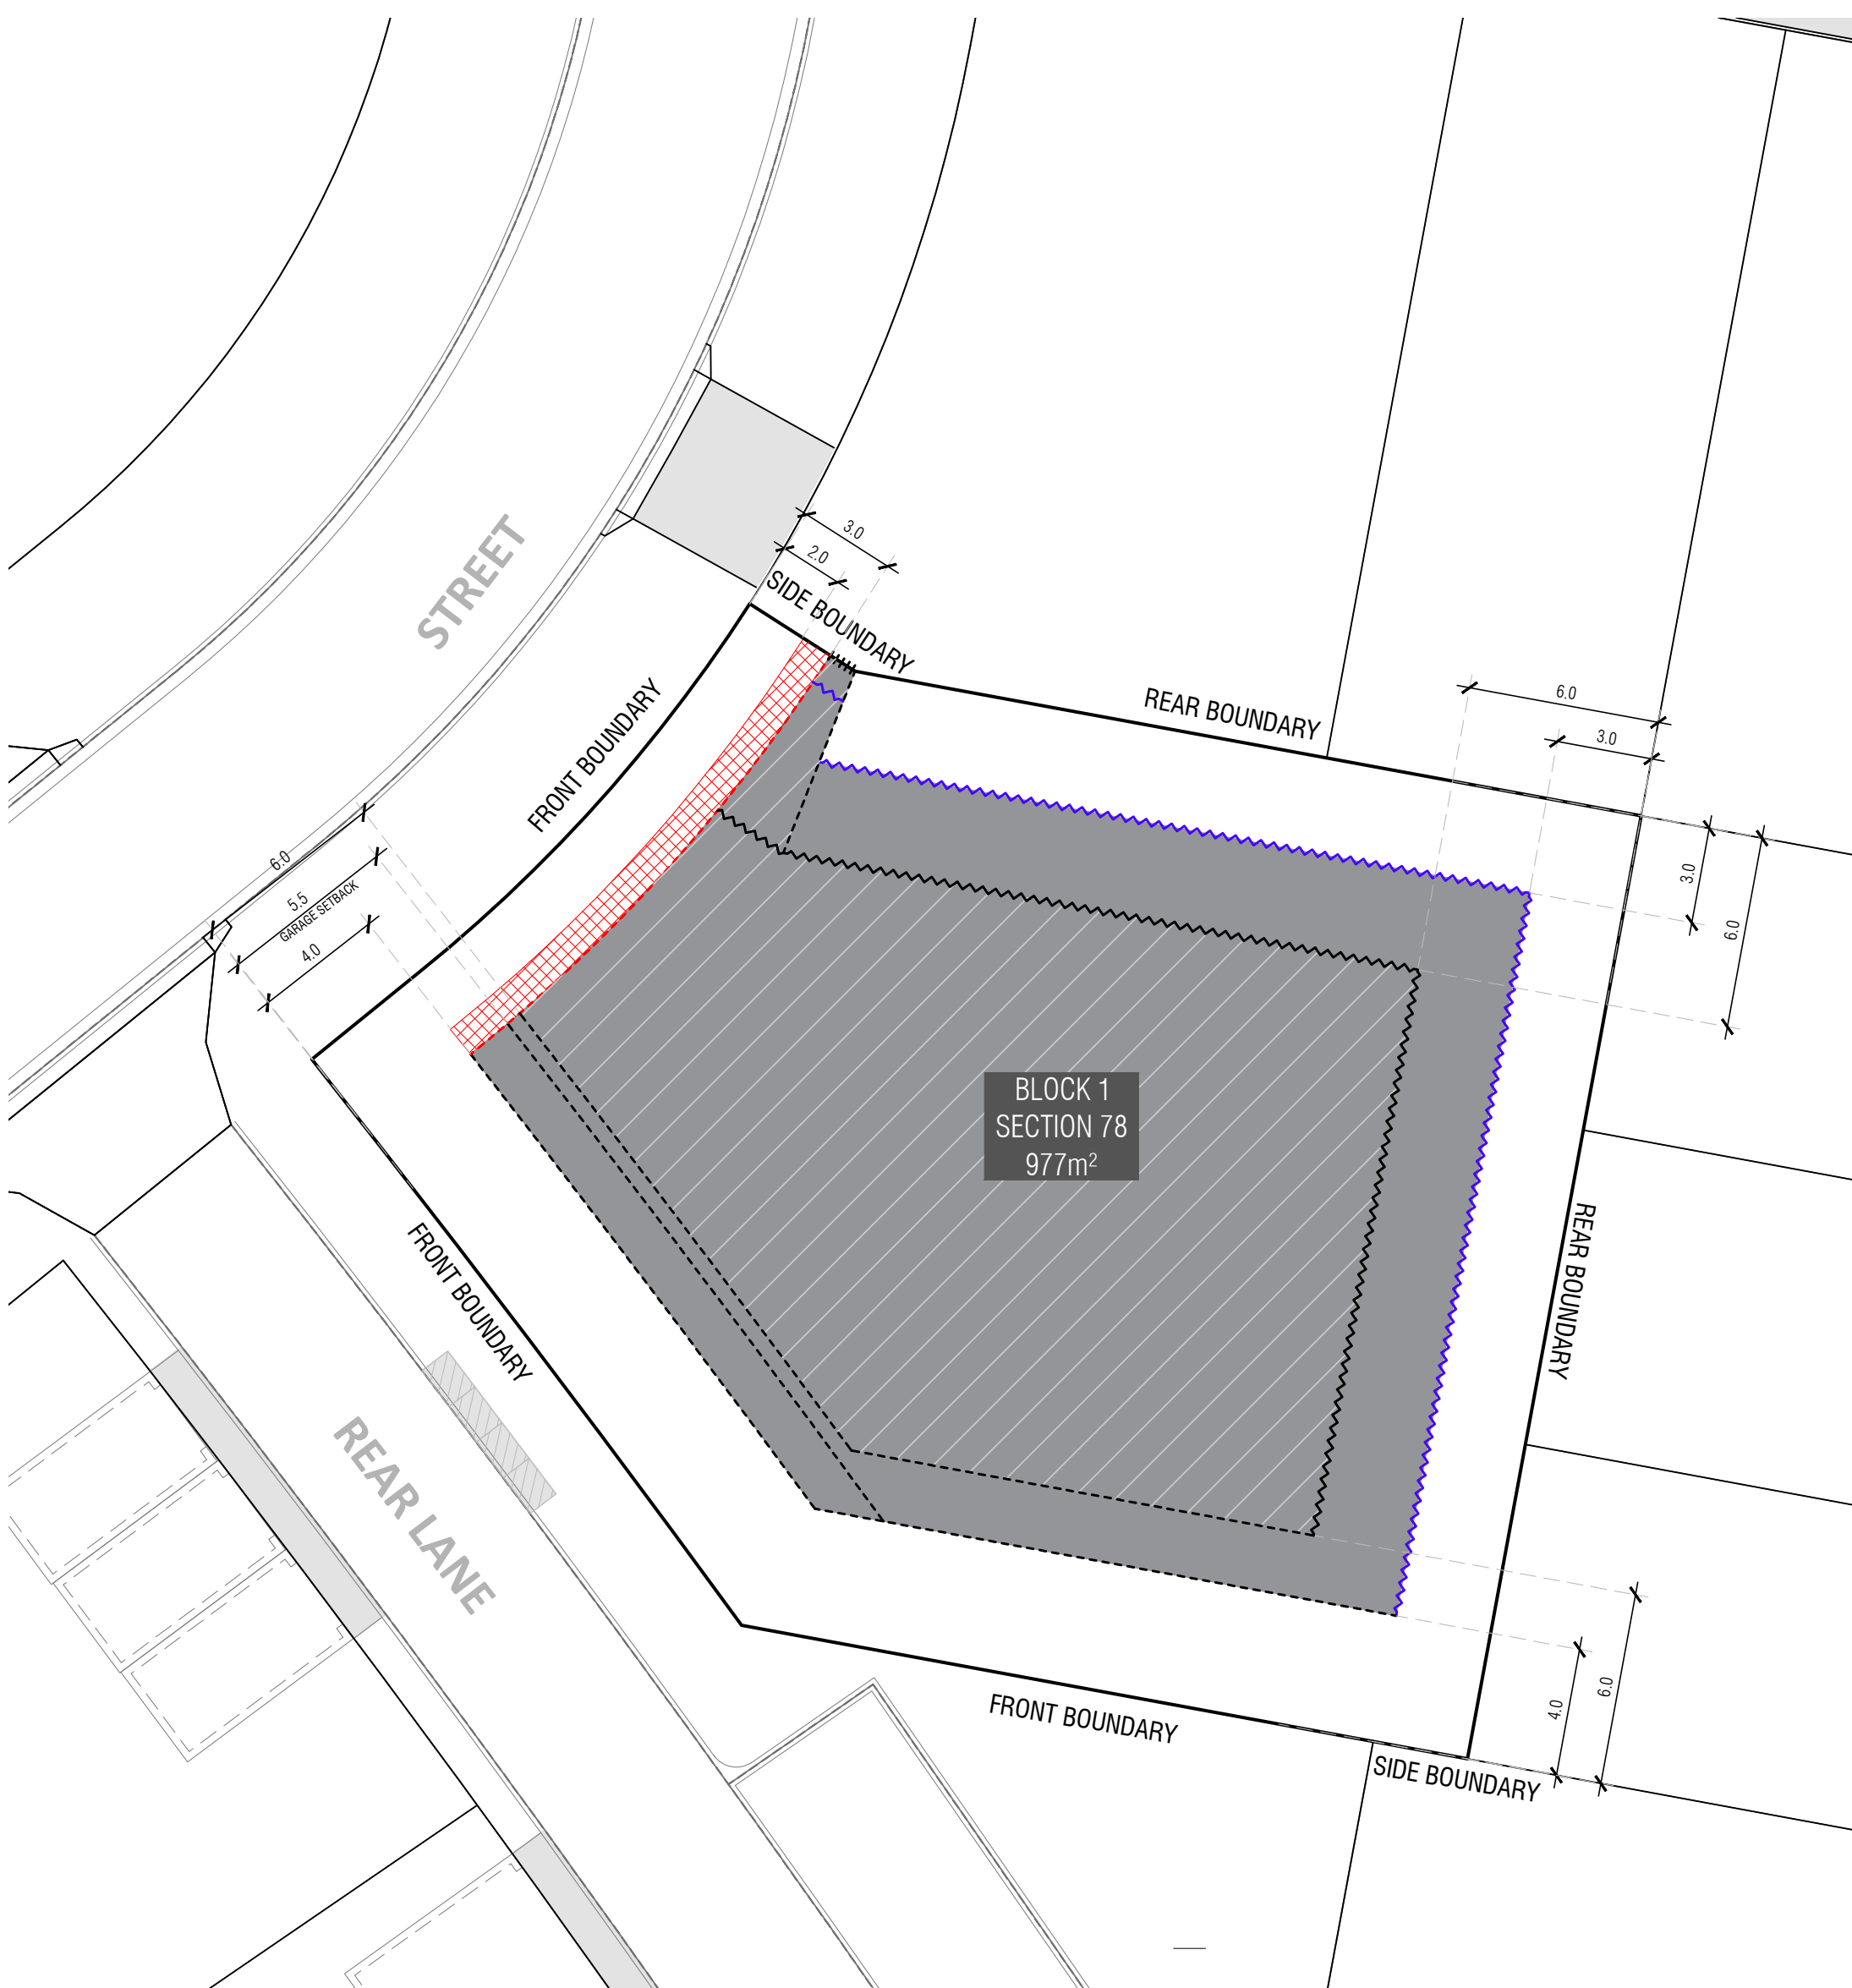 STREET
3.0
2.0
SIDE BOUNDARY
FRONT BOUNDARY
REAR BOUNDARY
6.0
3.0
3.0
6.0
6.0
5.5
GARAGE SETBACK
4.0
BLOCK 1
SECTION 78
977m²
FRONT BOUNDARY
REAR BOUNDARY
REAR LANE
FRONT BOUNDARY
SIDE BOUNDARY
4.0
6.0